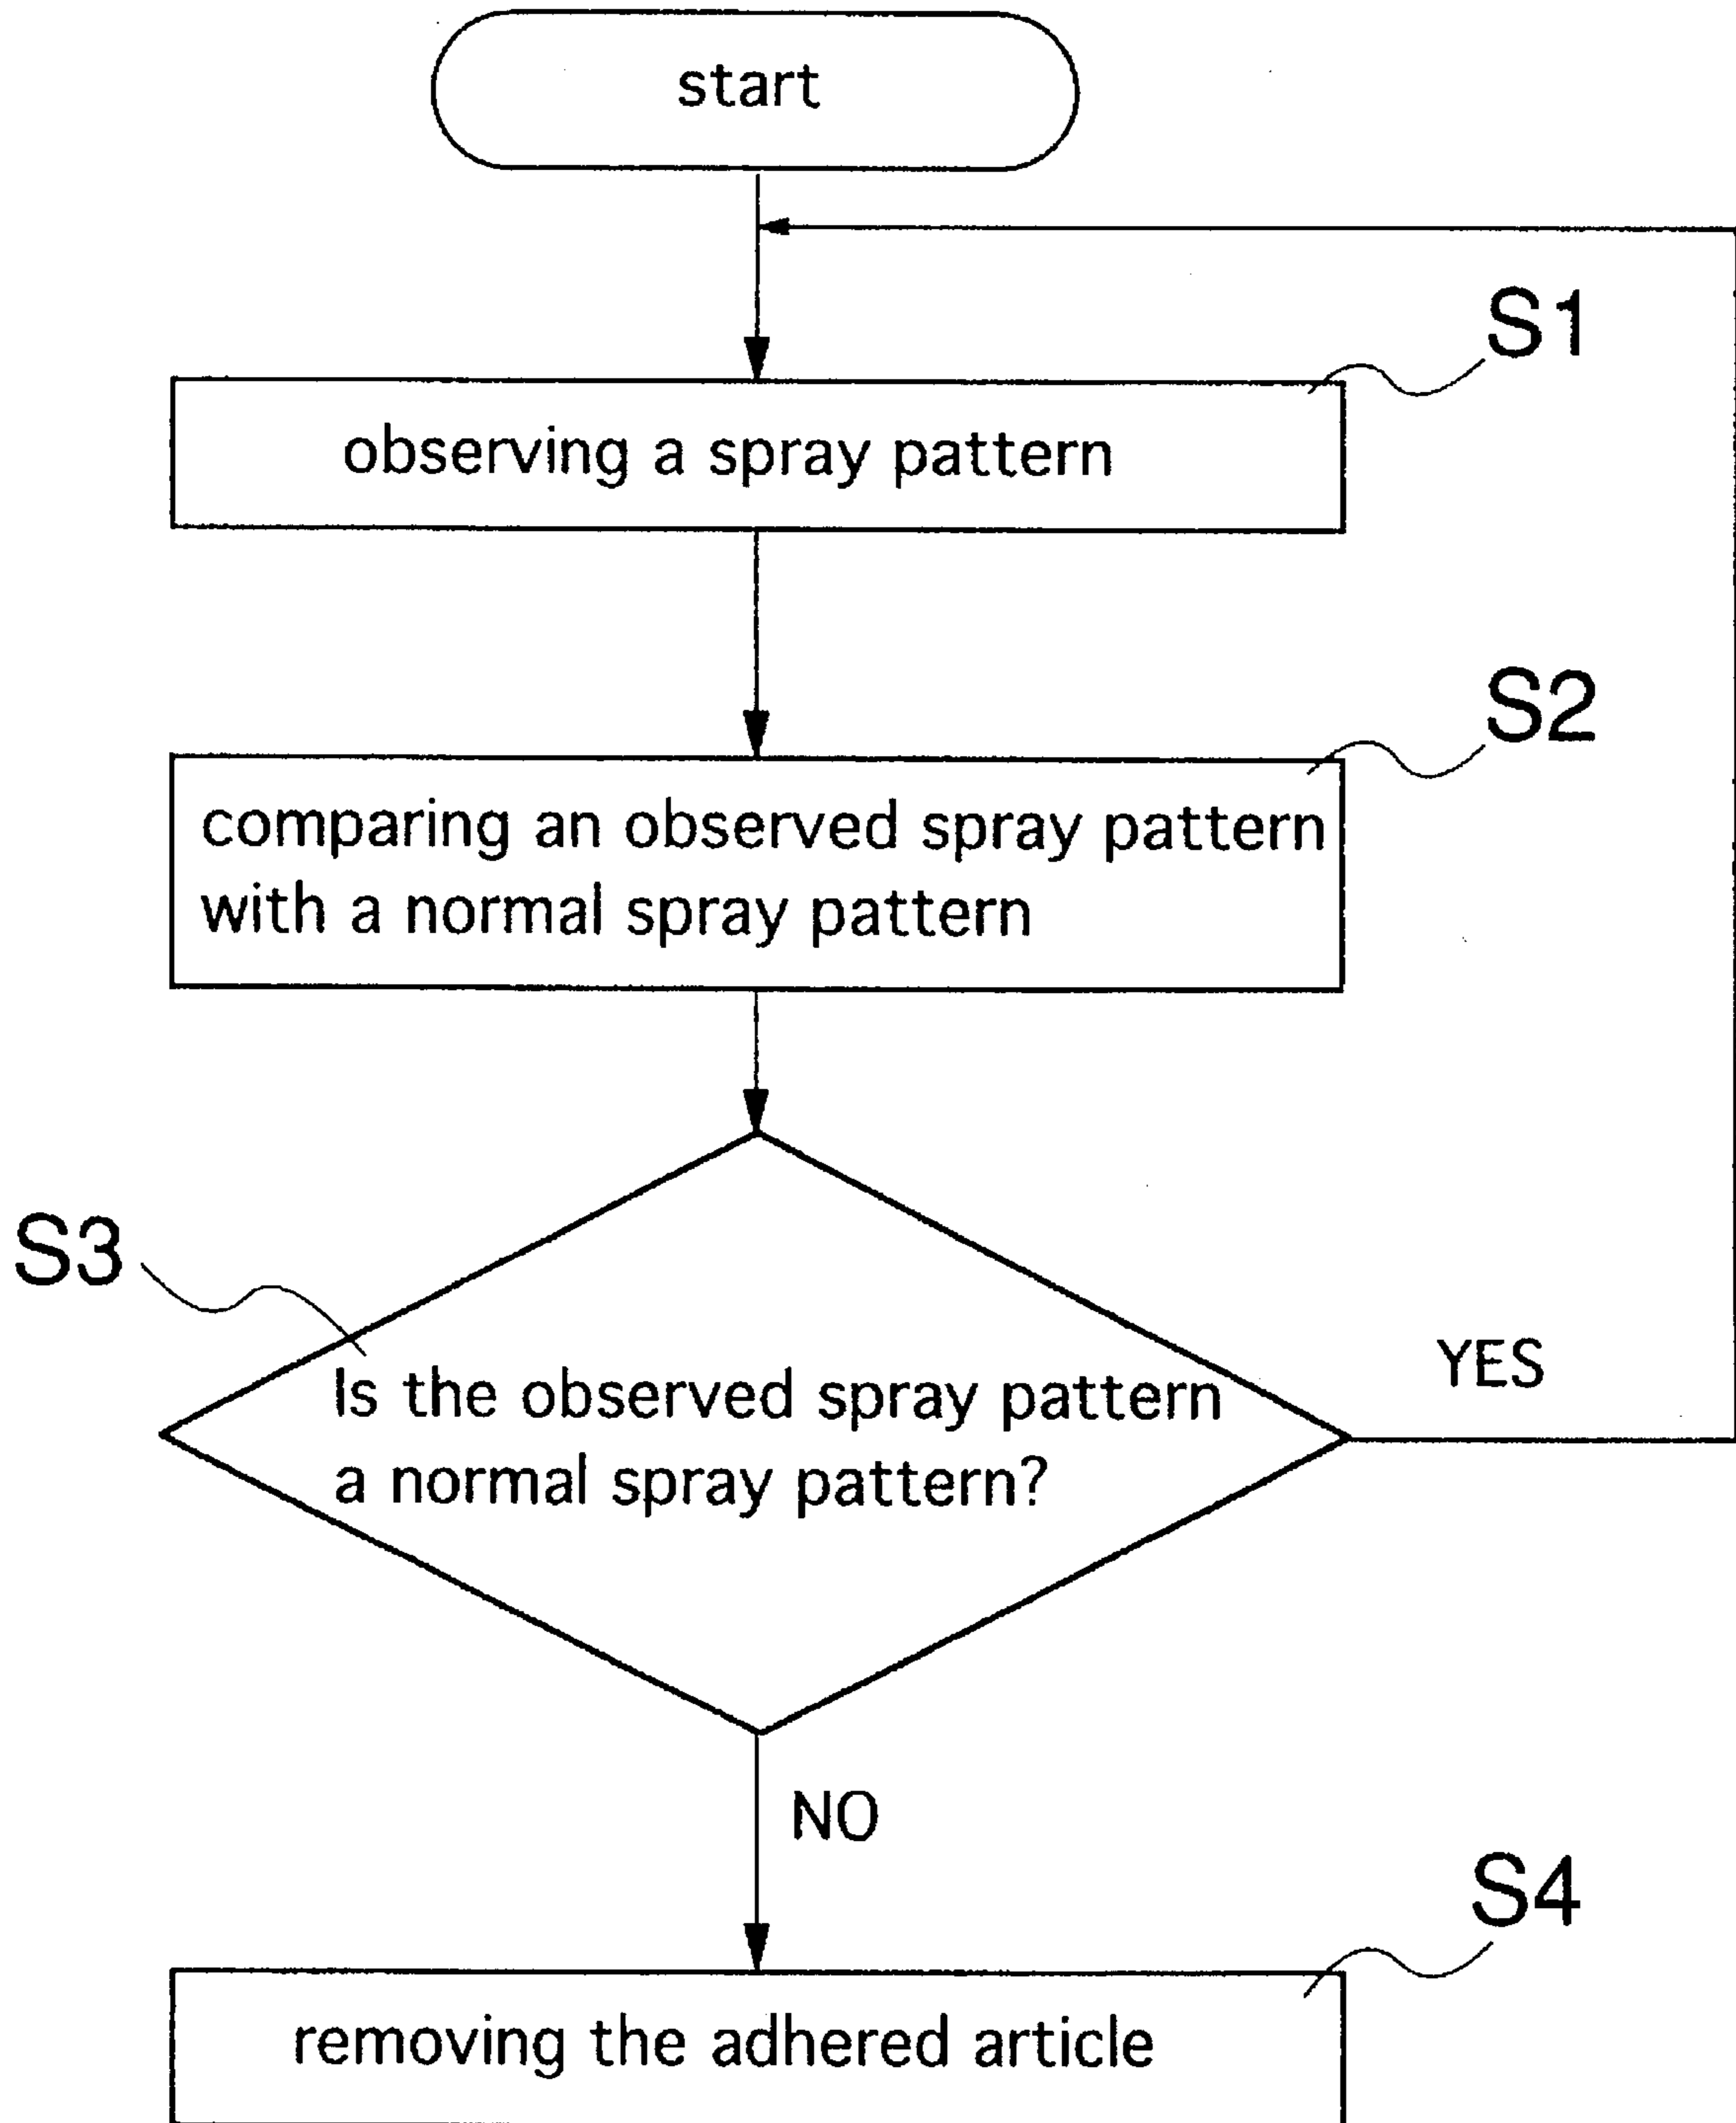 start
S1
observing a spray pattern
S2
comparing an observed spray pattern
with a normal spray pattern
S3
Is the observed spray pattern
a normal spray pattern?
YES
NO
S4
removing the adhered article